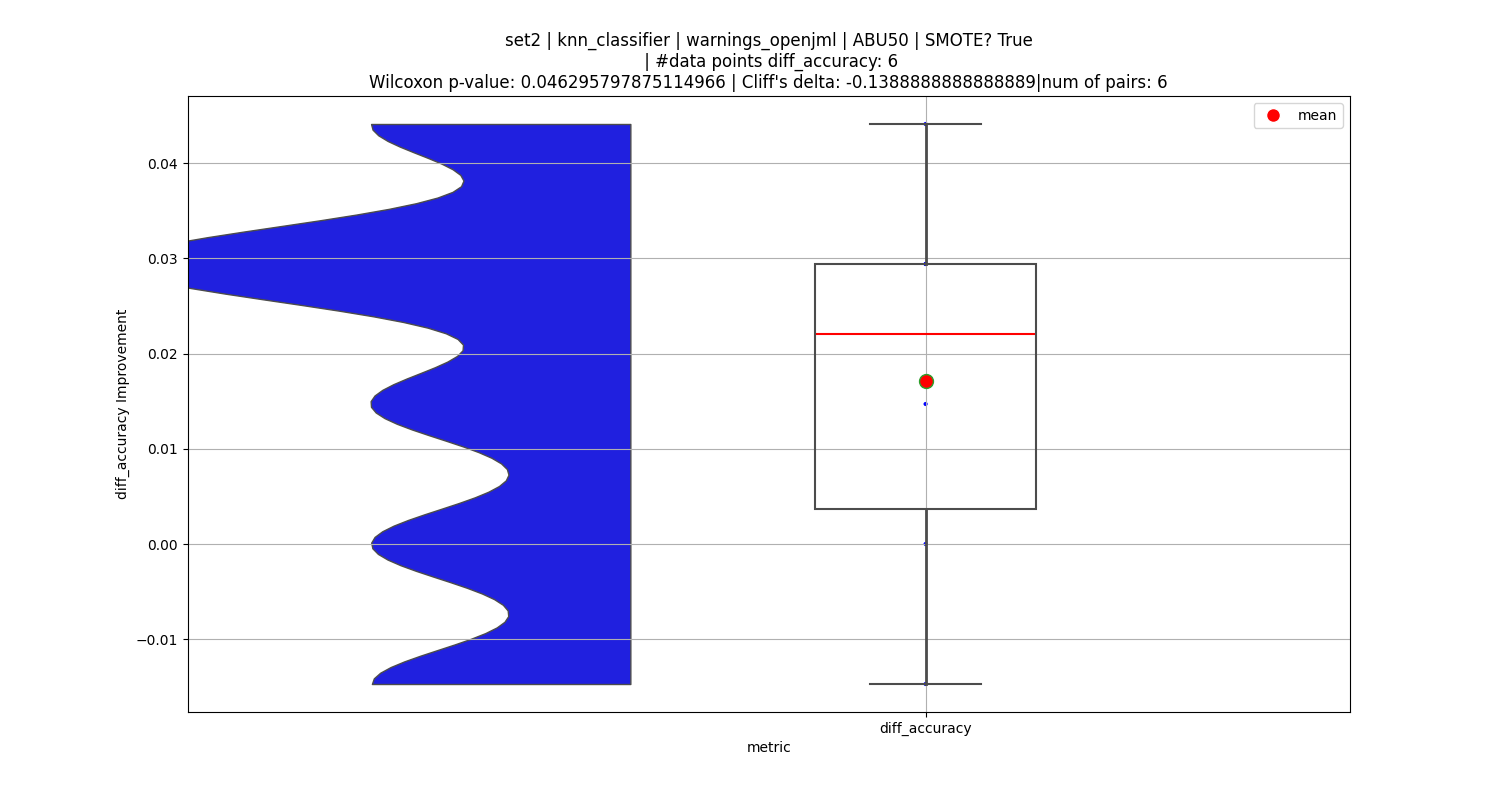 set2 | knn_classifier | warnings_openjml | ABU50 | SMOTE? True
| #data points diff_accuracy: 6
Wilcoxon p-value: 0.046295797875114966 | Cliff's delta: -0.1388888888888889|num of pairs: 6
mean
0.04
0.03
0.02
0.01
0.00
−0.01
diff_accuracy Improvement
diff_accuracy
metric